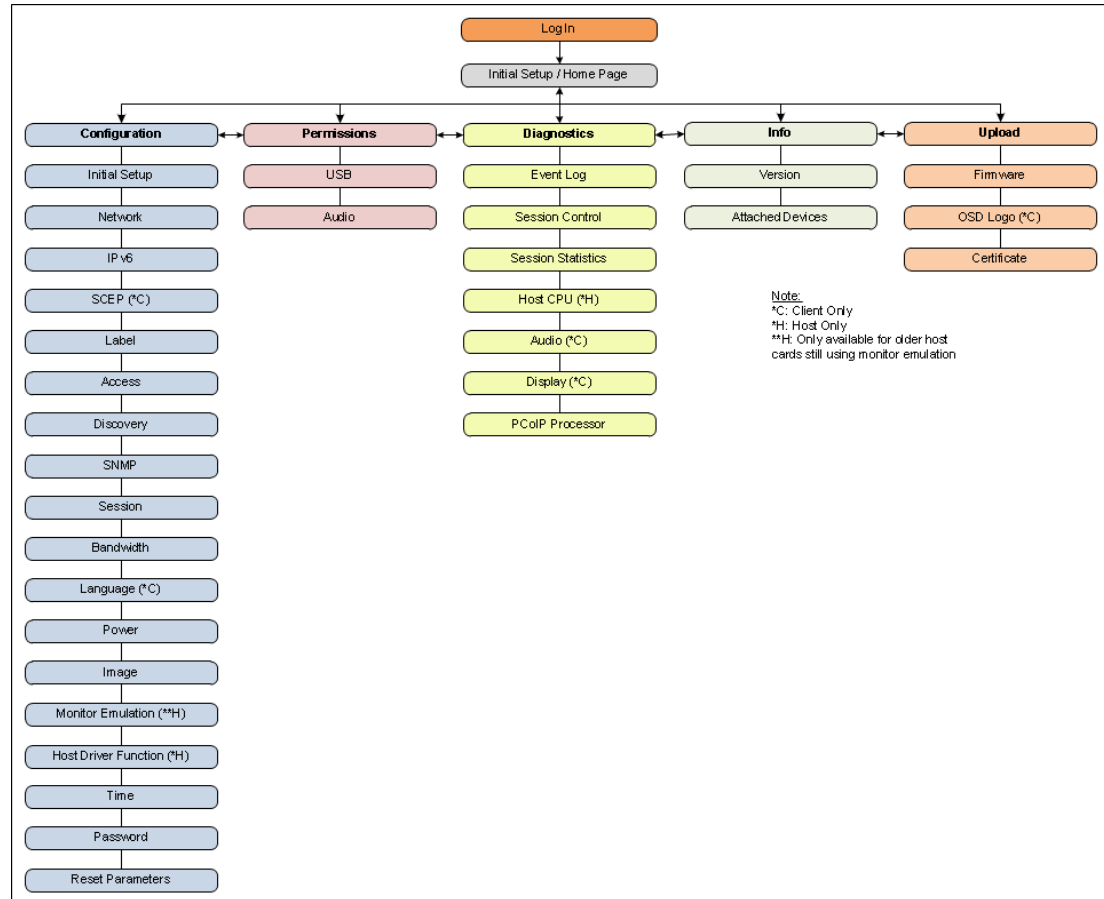 Log In
Initial Setup / Home Page
Configuration
Permissions
Diagnostics
Info
Upload
Initial Setup
Network
IPv6
SCEP (*C)
Label
Access
Discovery
SNMP
Session
Bandwidth
Language (*C)
Power
Image
Monitor Emulation (**H)
Host Driver Function (*H)
Time
Password
Reset Parameters
USB
Audio
Event Log
Session Control
Session Statistics
Host CPU (*H)
Audio (*C)
Display (*C)
PCoIP Processor
Version
Attached Devices
Firmware
OSD Logo (*C)
Certificate
Note:
*C: Client Only
*H: Host Only
**H: Only available for older host
cards still using monitor emulation